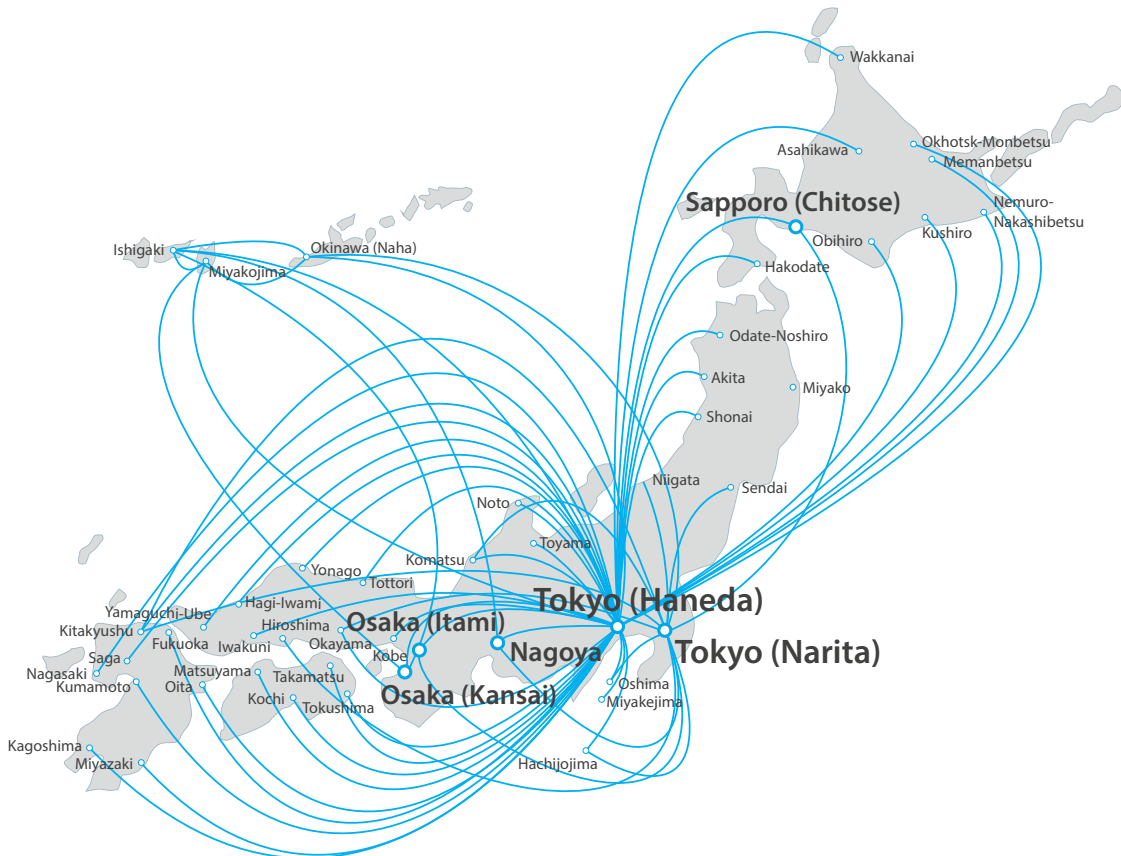 Wakkanai
Asahikawa
Okhotsk-Monbetsu
Memanbetsu
Sapporo (Chitose)
Nemuro-
Nakashibetsu
Kushiro
Obihiro
Hakodate
Ishigaki
Okinawa (Naha)
Miyakojima
Odate-Noshiro
Akita
Miyako
Shonai
Niigata
Sendai
Noto
Toyama
Komatsu
Yonago
Tottori
Hagi-Iwami
Yamaguchi-Ube
Tokyo (Haneda)
Kitakyushu
Hiroshima
Osaka (Itami)
Fukuoka
Iwakuni
Okayama
Kobe
Nagoya
Tokyo (Narita)
Saga
Nagasaki
Matsuyama
Takamatsu
Kumamoto
Oita
Kochi
Tokushima
Osaka (Kansai)
Oshima
Miyakejima
Kagoshima
Miyazaki
Hachijojima